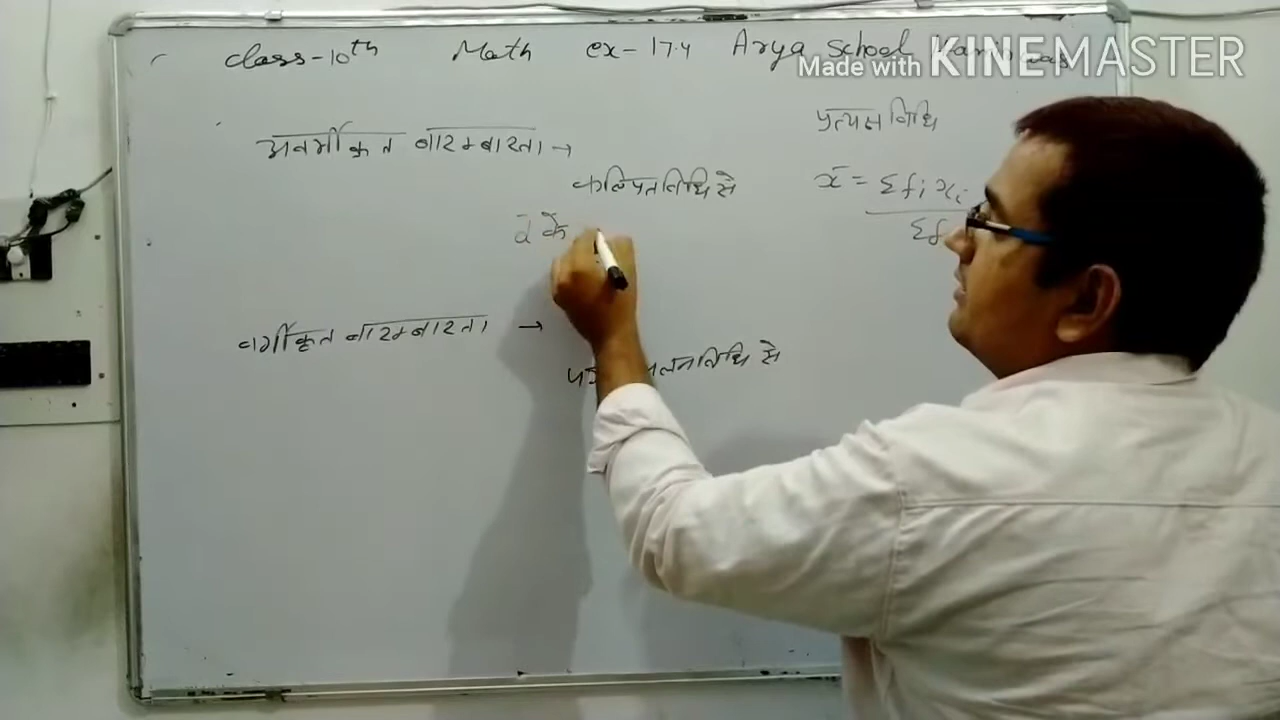 class-10th Math ex-17.4 Arya School
Made with KINEMASTER
प्रत्यक्ष विधि
अवर्गीकृत बारम्बारता →
कल्पित विधि से
x̄ = Σfixi
Σf
d के
वर्गीकृत बारम्बारता →
विधि से